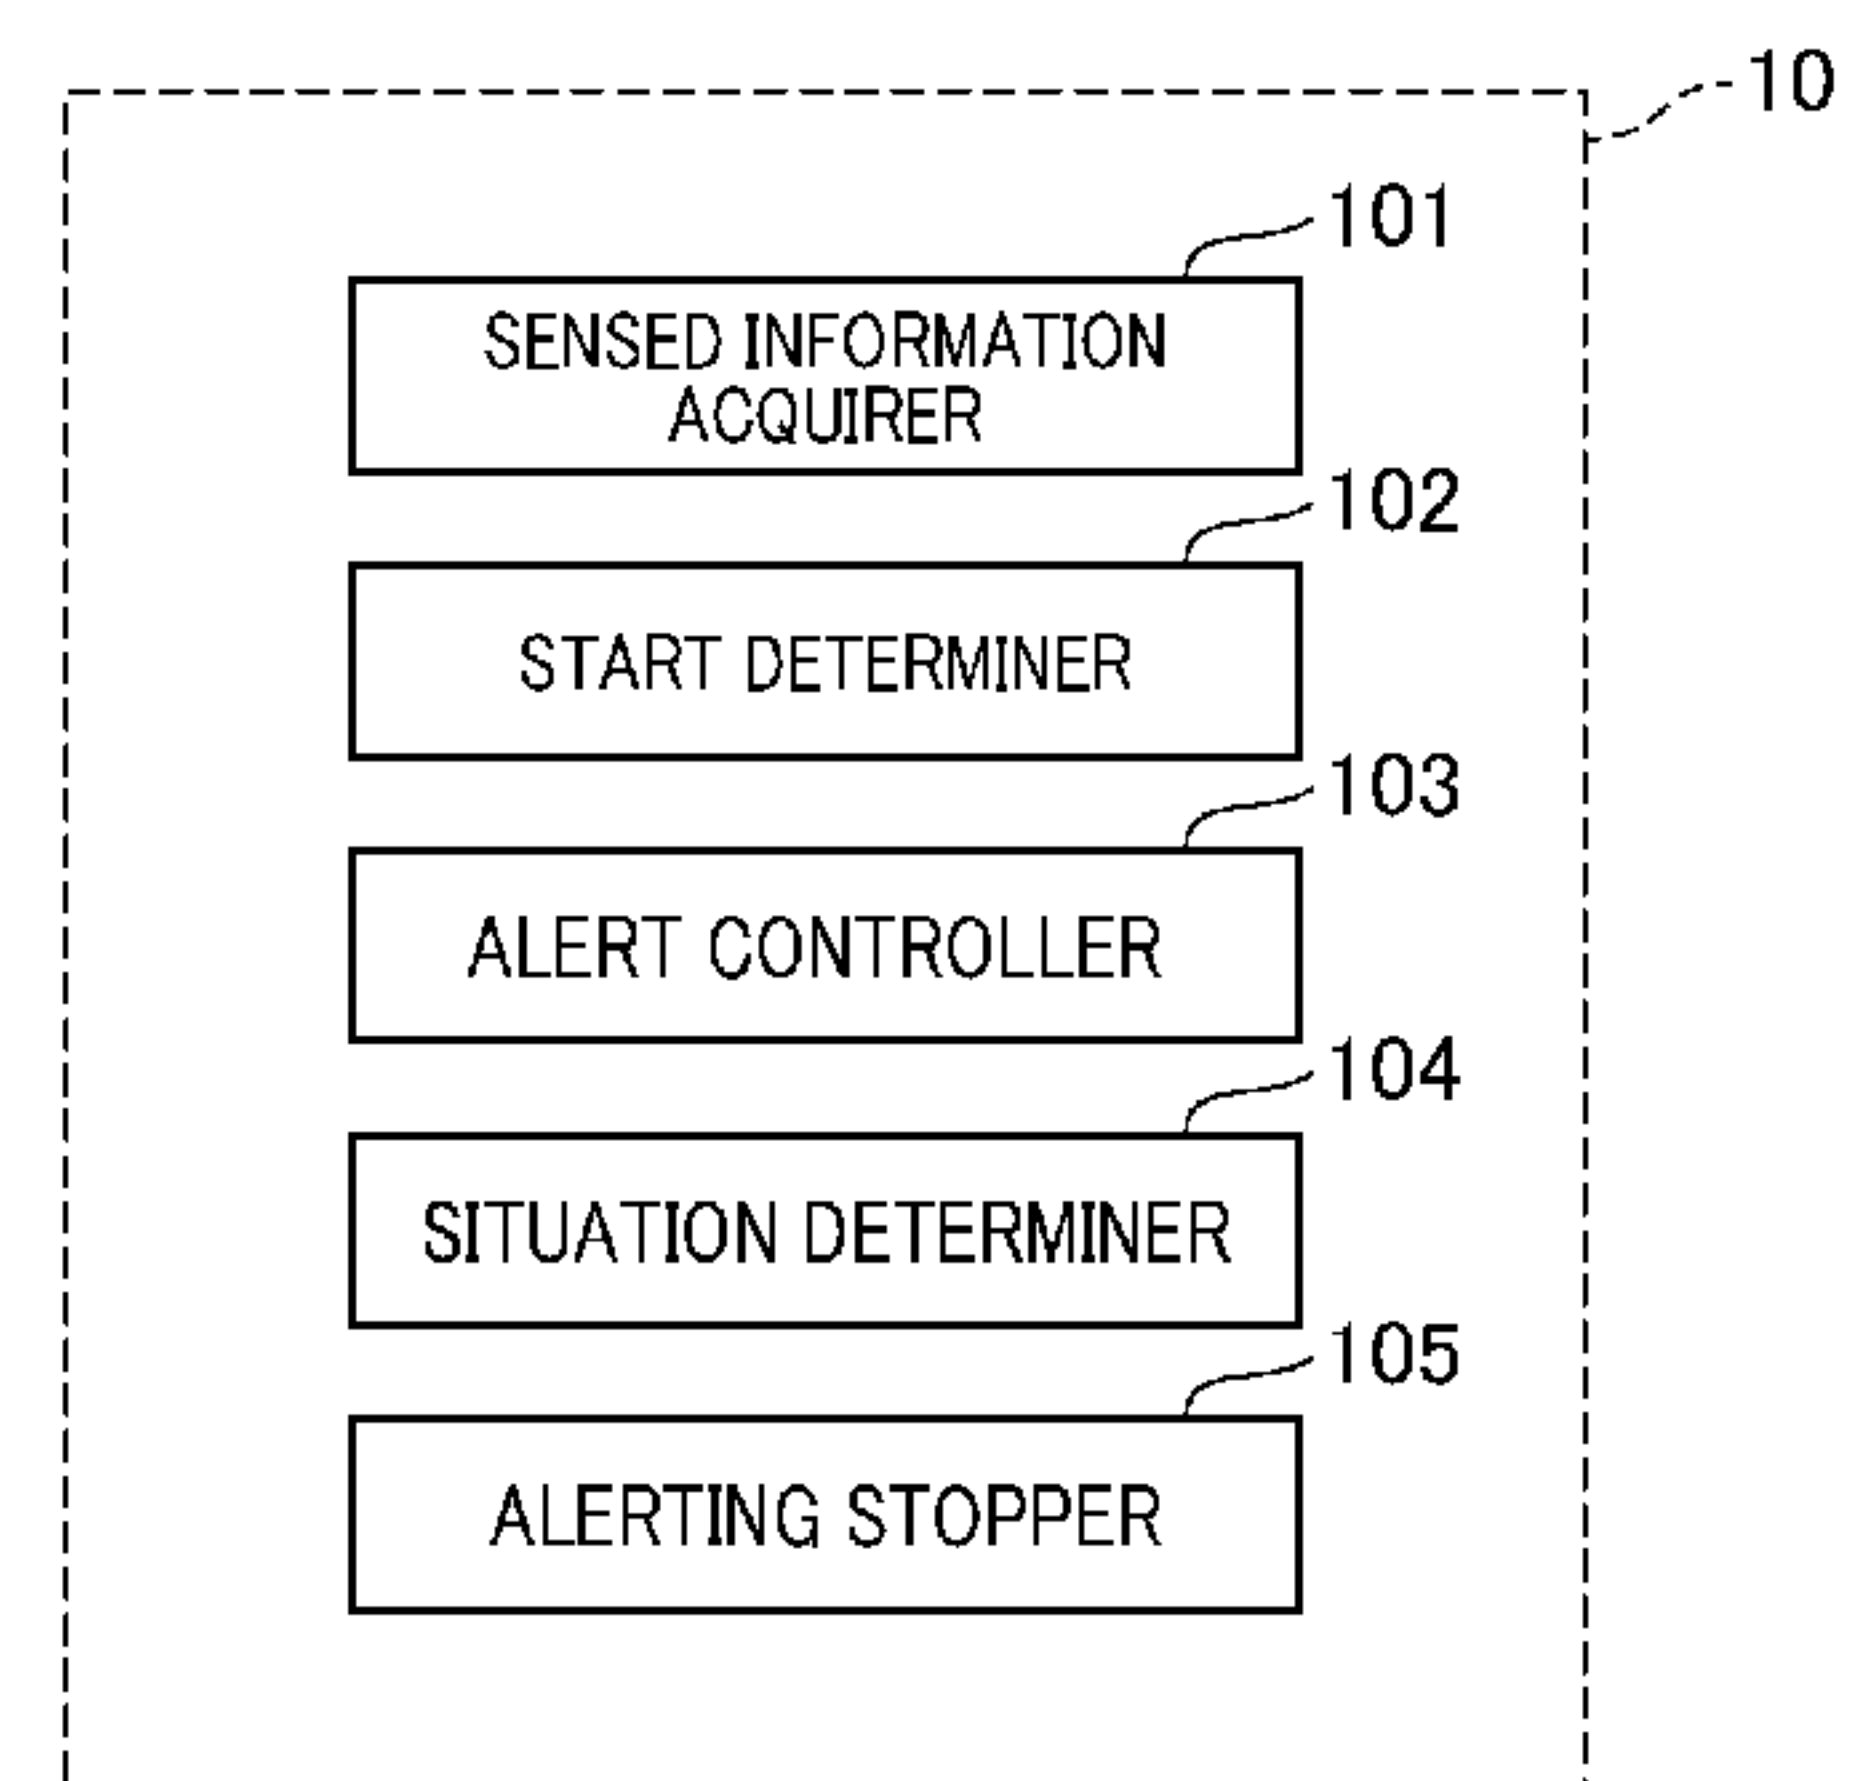 10
101
SENSED INFORMATION
ACQUIRER
102
START DETERMINER
103
ALERT CONTROLLER
104
SITUATION DETERMINER
105
ALERTING STOPPER